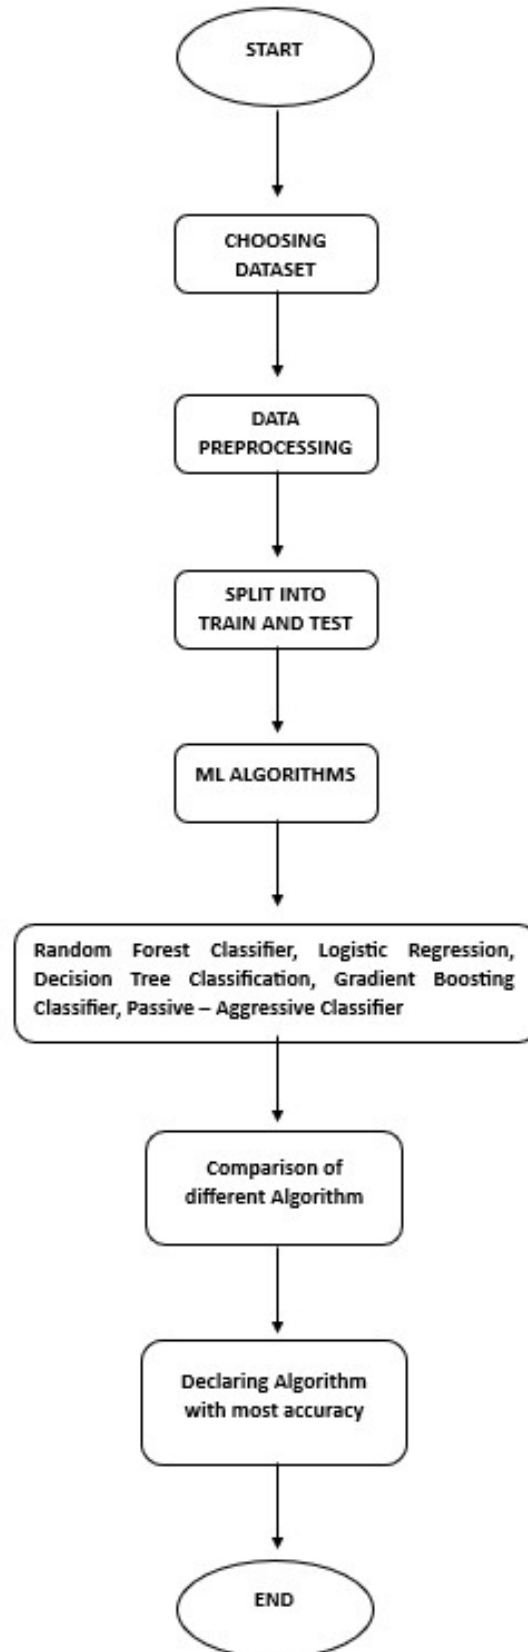 START
CHOOSING
DATASET
DATA
PREPROCESSING
SPLIT INTO
TRAIN AND TEST
ML ALGORITHMS
Random Forest Classifier, Logistic Regression,
Decision Tree Classification, Gradient Boosting
Classifier, Passive – Aggressive Classifier
Comparison of
different Algorithm
Declaring Algorithm
with most accuracy
END